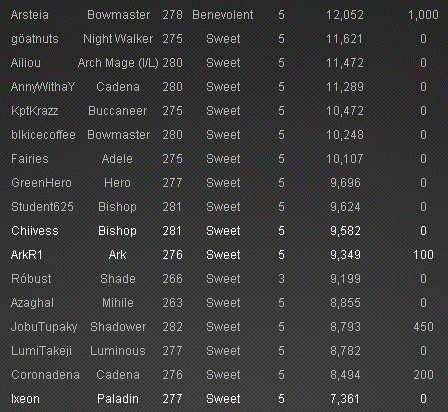 Arsteia Bowmaster 278 Benevolent 5 12,052 1,000
göatnuts Night Walker 275 Sweet 5 11,621 0
Ailiou Arch Mage (I/L) 280 Sweet 5 11,472 0
AnnyWithaY Cadena 280 Sweet 5 11,289 0
KptKrazz Buccaneer 275 Sweet 5 10,472 0
blkicecoffee Bowmaster 280 Sweet 5 10,248 0
Fairies Adele 275 Sweet 5 10,107 0
GreenHero Hero 277 Sweet 5 9,696 0
Student625 Bishop 281 Sweet 5 9,624 0
Chiivess Bishop 281 Sweet 5 9,582 0
ArkR1 Ark 276 Sweet 5 9,349 100
Róbust Shade 266 Sweet 3 9,199 0
Azaghal Mihile 263 Sweet 5 8,855 0
JobuTupaky Shadower 282 Sweet 5 8,793 450
LumiTakeji Luminous 277 Sweet 5 8,782 0
Coronadena Cadena 276 Sweet 5 8,494 200
Ixeon Paladin 277 Sweet 5 7,361 0